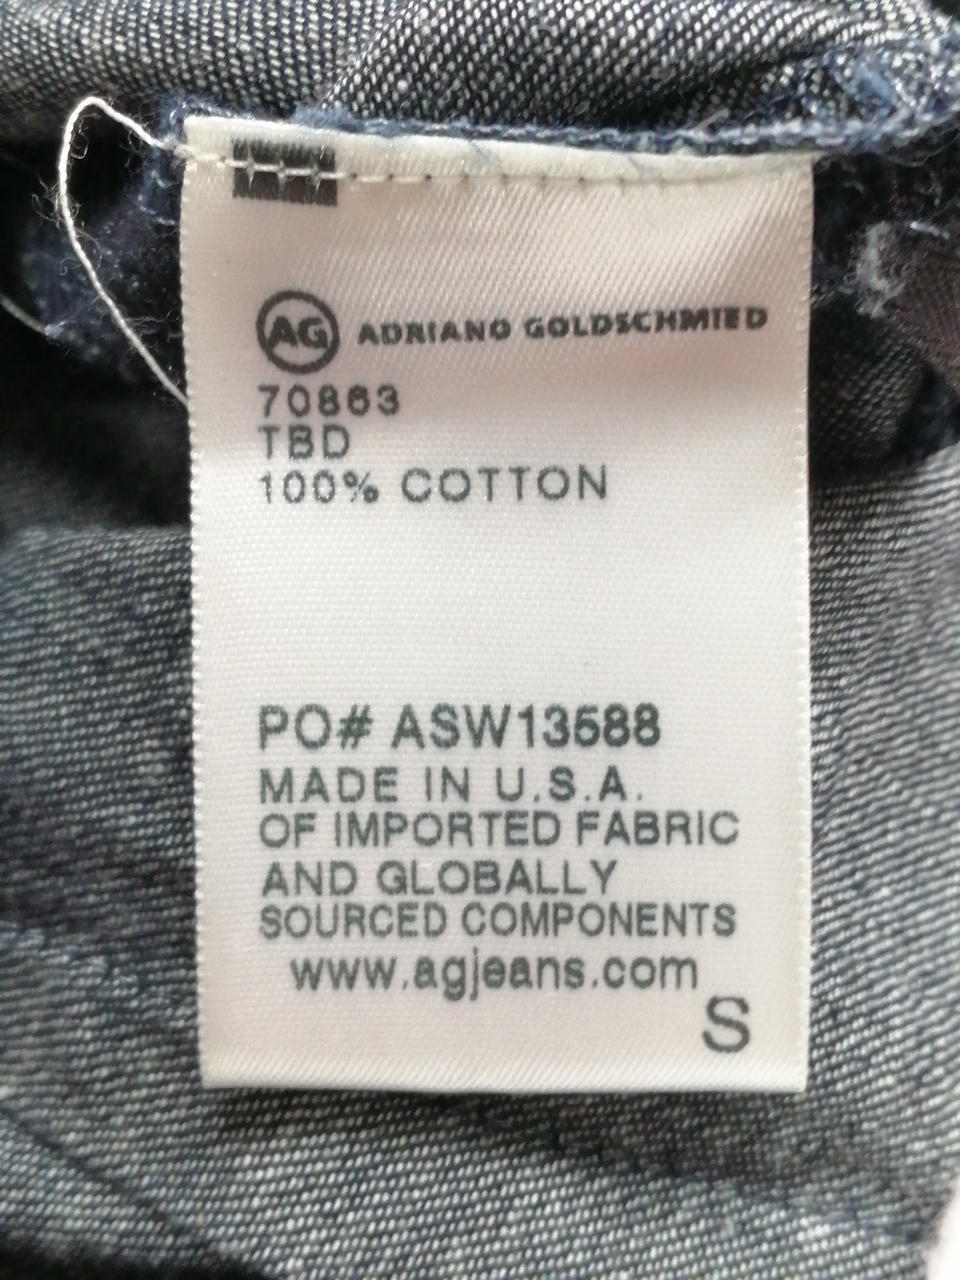 AG ADRIANO GOLDSCHMIED
70863
TBD
100% COTTON
PO# ASW13588
MADE IN U.S.A.
OF IMPORTED FABRIC
AND GLOBALLY
SOURCED COMPONENTS
www.agjeans.com
S